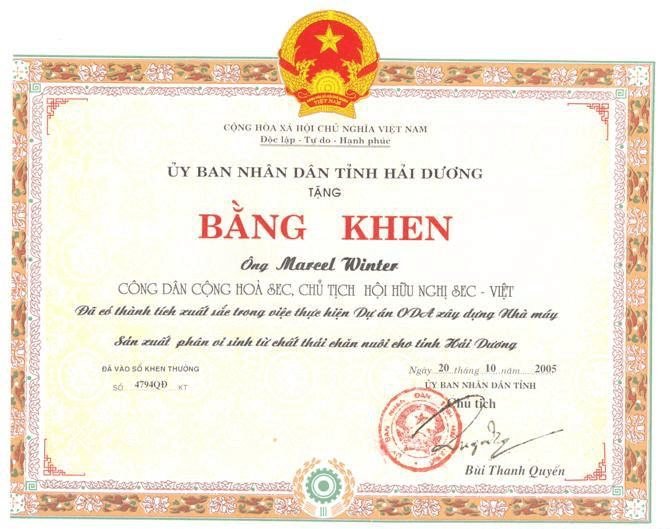 VIỆT NAM
CỘNG HÒA XÃ HỘI CHỦ NGHĨA VIỆT NAM
Độc lập - Tự do - Hạnh phúc
ỦY BAN NHÂN DÂN TỈNH HẢI DƯƠNG
TẶNG
BẰNG KHEN
Ông Marcel Winter
CÔNG DÂN CỘNG HOÀ SEC, CHỦ TỊCH HỘI HỮU NGHỊ SEC - VIỆT
Đã có thành tích xuất sắc trong việc thực hiện Dự án ODA xây dựng Nhà máy
Sản xuất phân vi sinh từ chất thải chăn nuôi cho tỉnh Hải Dương
ĐÃ VÀO SỔ KHEN THƯỞNG
SỐ 4794QĐ KT
Ngày 20 tháng 10 năm 2005
ỦY BAN NHÂN DÂN TỈNH
Chủ tịch
Bùi Thanh Quyến